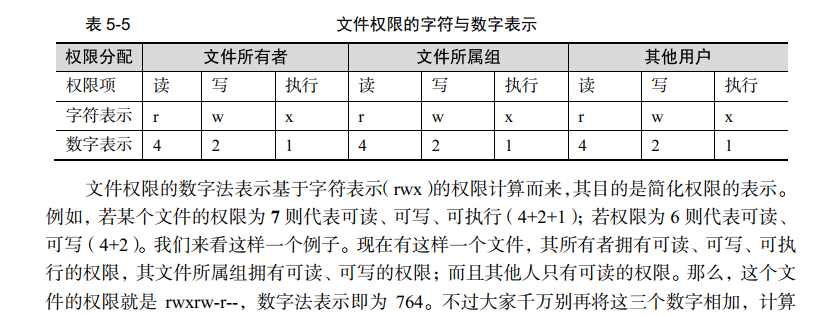 表 5-5 文件权限的字符与数字表示
权限分配 文件所有者 文件所属组 其他用户
权限项 读 写 执行 读 写 执行 读 写 执行
字符表示 r w x r w x r w x
数字表示 4 2 1 4 2 1 4 2 1
文件权限的数字法表示基于字符表示（rwx）的权限计算而来，其目的是简化权限的表示。
例如，若某个文件的权限为 7 则代表可读、可写、可执行（4+2+1）；若权限为 6 则代表可读、
可写（4+2）。我们来看这样一个例子。现在有这样一个文件，其所有者拥有可读、可写、可执
行的权限，其文件所属组拥有可读、可写的权限；而且其他人只有可读的权限。那么，这个文
件的权限就是 rwxrw-r--，数字法表示即为 764。不过大家千万别再将这三个数字相加，计算